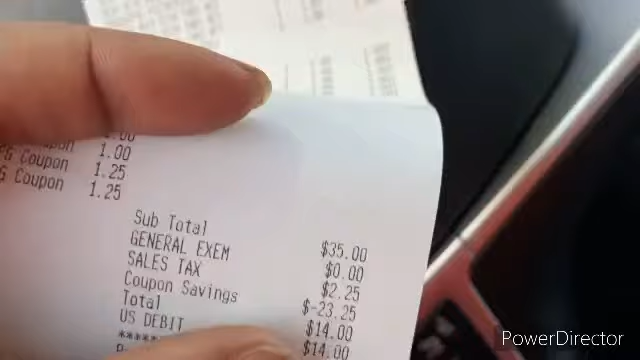 1.00
Coupon 1.00
G Coupon 1.25
G Coupon 1.25
Sub Total $35.00
GENERAL EXEM $0.00
SALES TAX $2.25
Coupon Savings $-23.25
Total $14.00
US DEBIT $14.00
PowerDirector